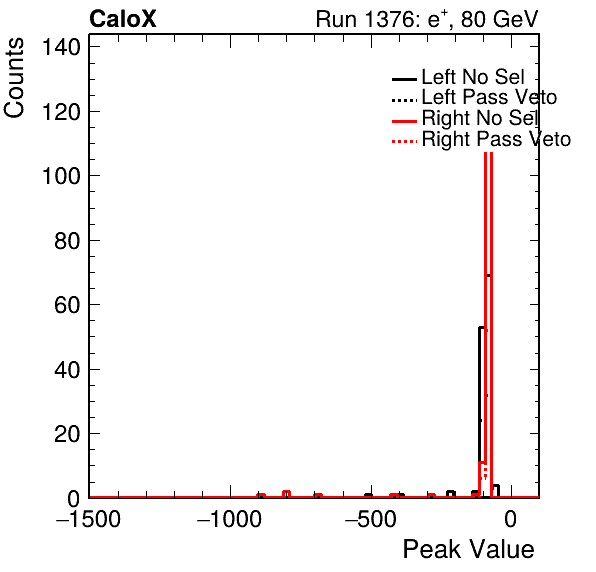 CaloX Run 1376: e+, 80 GeV
Counts
140
120
100
80
60
40
20
0
Left No Sel
Left Pass Veto
Right No Sel
Right Pass Veto
−1500 −1000 −500 0
Peak Value